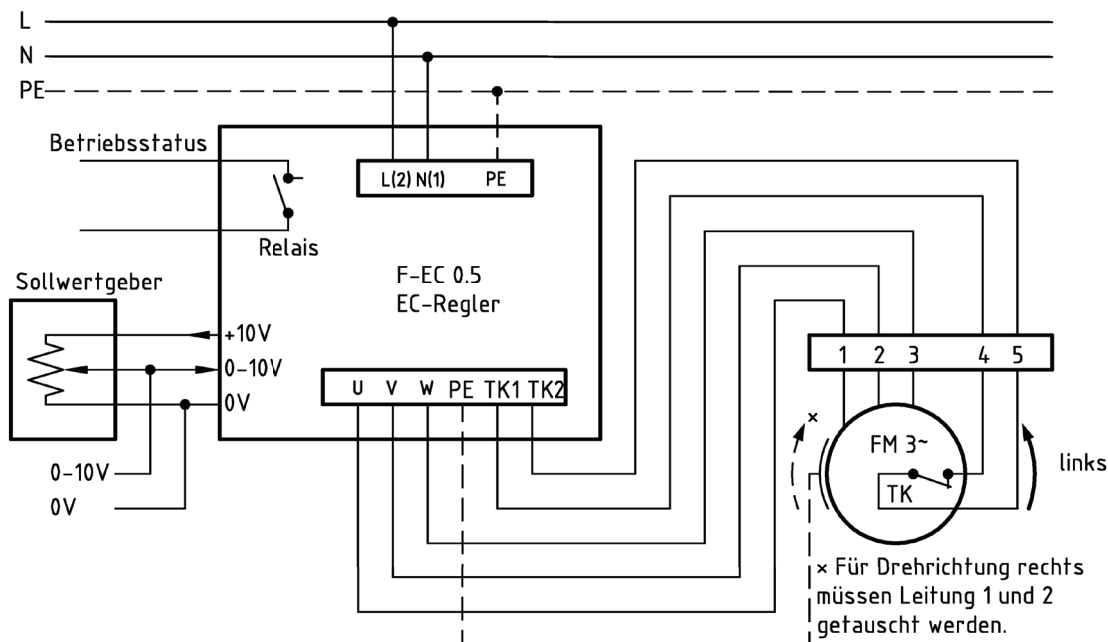 L
N
PE
Betriebsstatus
L(2) N(1) PE
Relais
Sollwertgeber
F-EC 0.5
EC-Regler
+10V
0-10V
0V
U V W PE TK1 TK2
1 2 3 4 5
×
FM 3~
TK
links
0-10V
0V
× Für Drehrichtung rechts
müssen Leitung 1 und 2
getauscht werden.